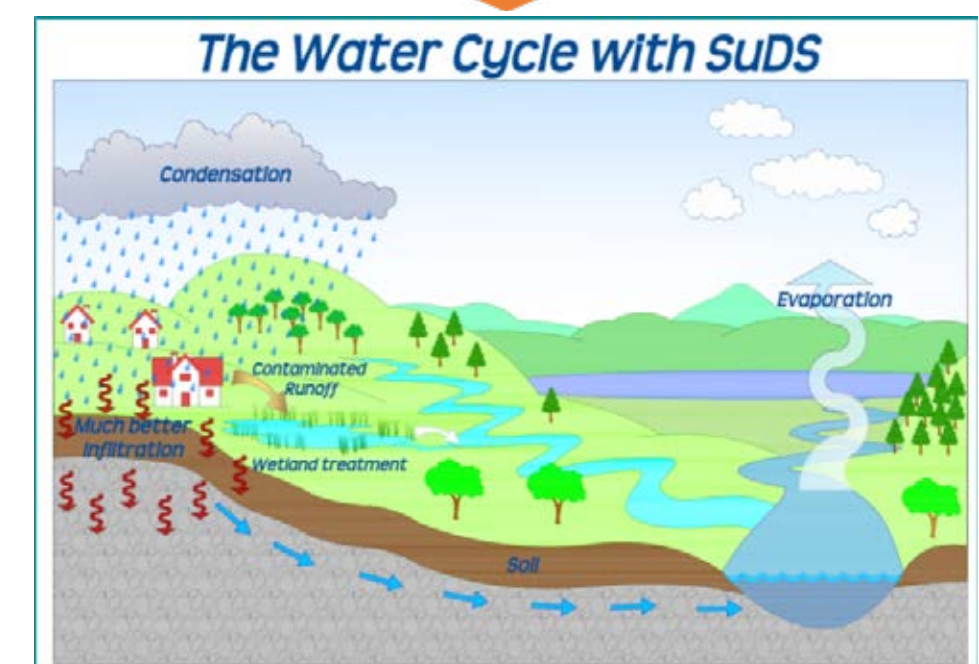 The Water Cycle with SuDS
Condensation
Evaporation
Contaminated
Runoff
Much better
Infiltration
Wetland treatment
Soil